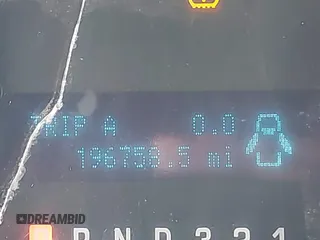 TRIP A 0.0
196758.5 mi
DREAMBID
R N D 3 2 1